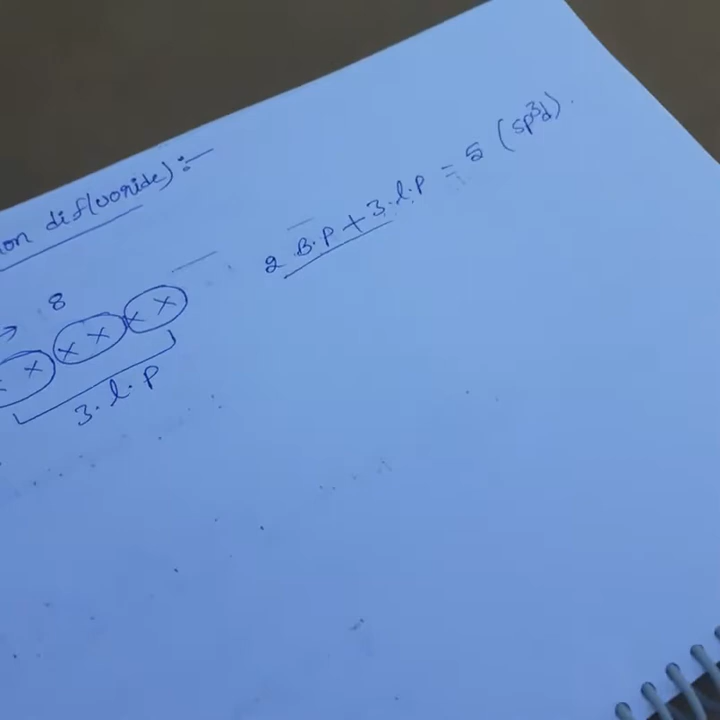 on difluoride):-
2 B.P + 3.l.p = 5 (sp³d).
→ 8
x x x x x x
3.l.p